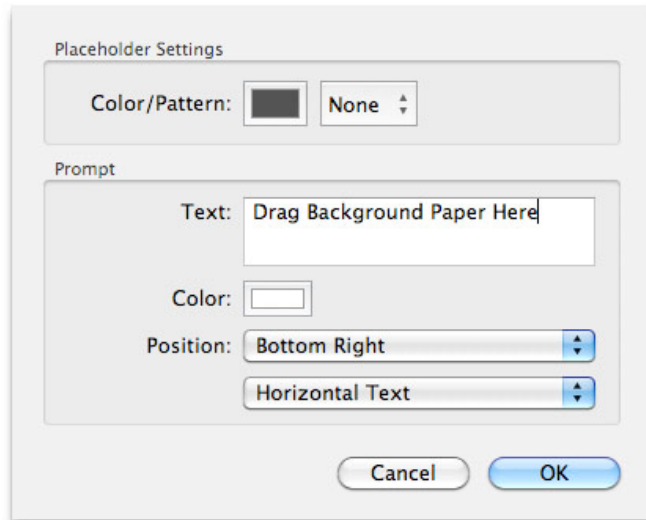 Placeholder Settings
Color/Pattern: None
Prompt
Text: Drag Background Paper Here
Color:
Position: Bottom Right
Horizontal Text
Cancel OK